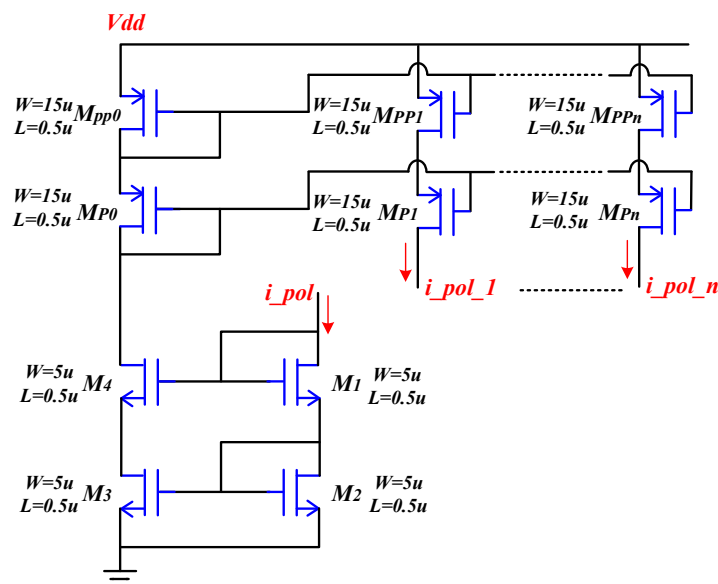 Vdd
W=15u
L=0.5u
Mpp0
W=15u
L=0.5u
MPP1
W=15u
L=0.5u
MPPn
W=15u
L=0.5u
MP0
W=15u
L=0.5u
MP1
W=15u
L=0.5u
MPn
i_pol
i_pol_1
i_pol_n
W=5u
L=0.5u
M4
M1
W=5u
L=0.5u
W=5u
L=0.5u
M3
M2
W=5u
L=0.5u